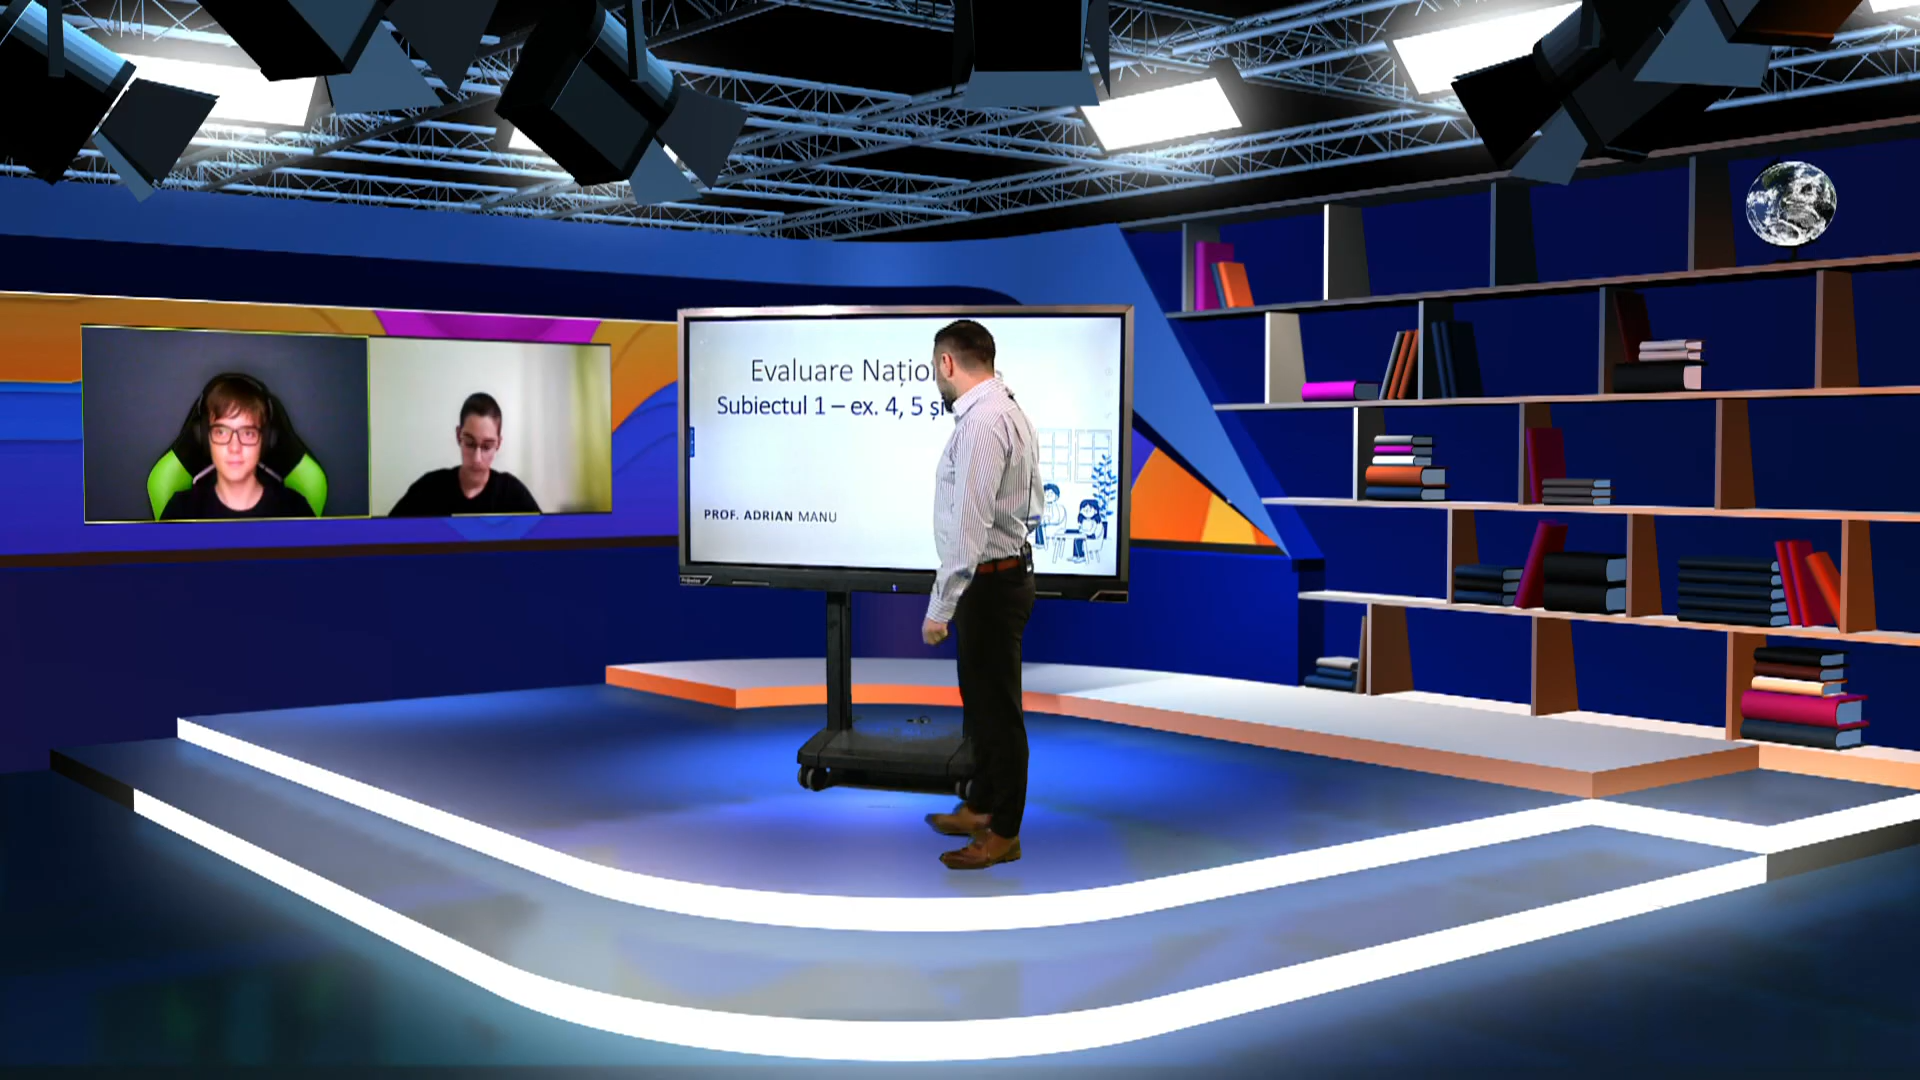 Evaluare Națio
Subiectul 1 – ex. 4, 5 și
PROF. ADRIAN MANU